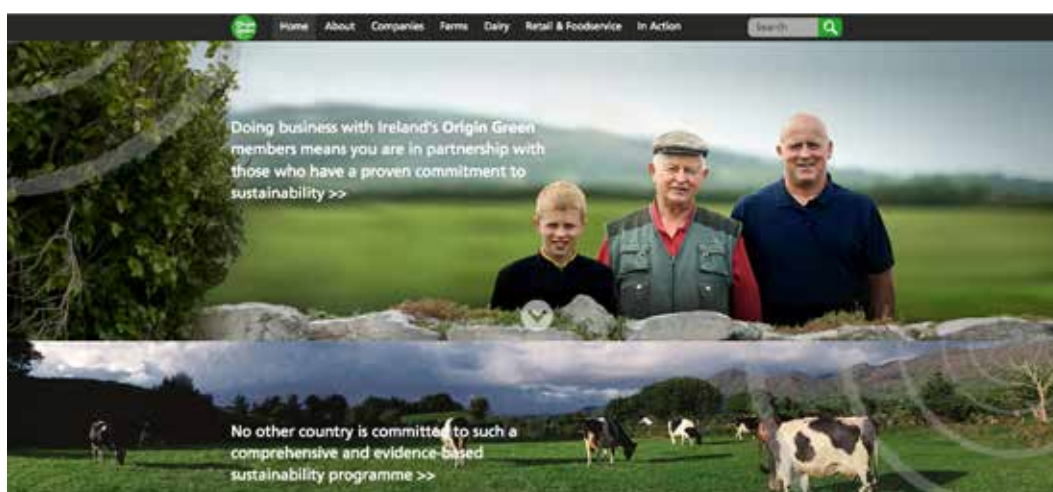 Origin Green
Home About Companies Farms Dairy Retail & Foodservice In Action
Search
Doing business with Ireland's Origin Green
members means you are in partnership with
those who have a proven commitment to
sustainability >>
No other country is committed to such a
comprehensive and evidence-based
sustainability programme >>